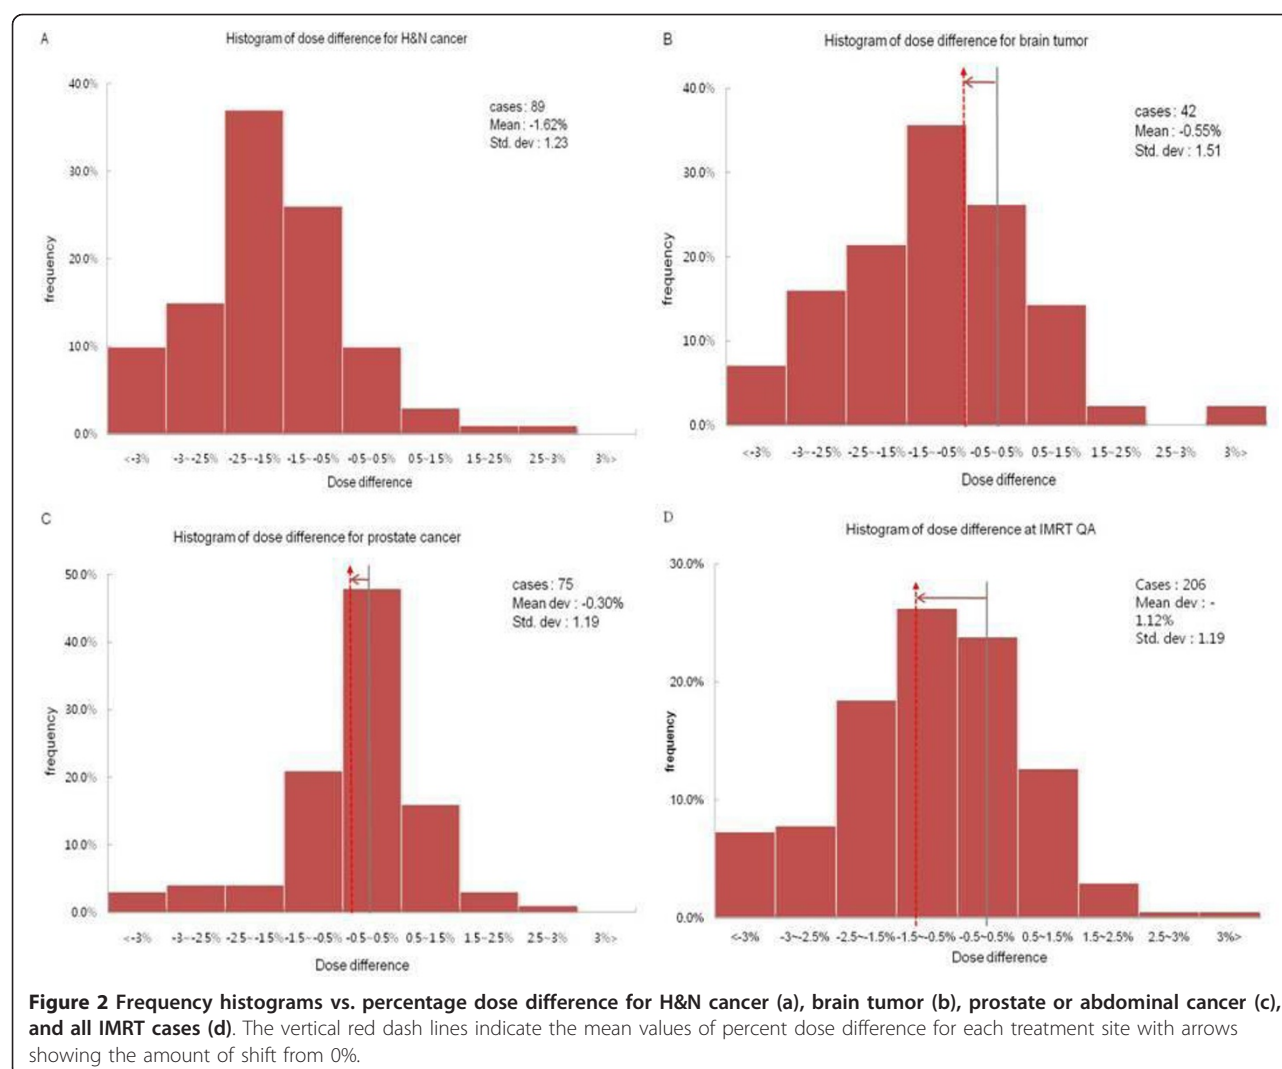 A
Histogram of dose difference for H&N cancer
40.0%
30.0%
20.0%
10.0%
0.0%
frequency
cases : 89
Mean : -1.62%
Std. dev : 1.23
<-3% -3~-2.5% -2.5~-1.5% -1.5~-0.5% -0.5~0.5% 0.5~1.5% 1.5~2.5% 2.5~3% 3%>
Dose difference
B
Histogram of dose difference for brain tumor
40.0%
30.0%
20.0%
10.0%
0.0%
frequency
cases : 42
Mean : -0.55%
Std. dev : 1.51
<-3% -3~-2.5% -2.5~-1.5% -1.5~-0.5% -0.5~0.5% 0.5~1.5% 1.5~2.5% 2.5~3% 3%>
Dose difference
C
Histogram of dose difference for prostate cancer
50.0%
40.0%
30.0%
20.0%
10.0%
0.0%
frequency
cases : 75
Mean dev : -0.30%
Std. dev : 1.19
<-3% -3~-2.5% -2.5~-1.5% -1.5~-0.5% -0.5~0.5% 0.5~1.5% 1.5~2.5% 2.5~3% 3%>
Dose difference
D
Histogram of dose difference at IMRT QA
30.0%
20.0%
10.0%
0.0%
frequency
Cases : 206
Mean dev : -
1.12%
Std. dev : 1.19
<-3% -3~-2.5% -2.5~-1.5% -1.5~-0.5% -0.5~0.5% 0.5~1.5% 1.5~2.5% 2.5~3% 3%>
Dose difference
Figure 2 Frequency histograms vs. percentage dose difference for H&N cancer (a), brain tumor (b), prostate or abdominal cancer (c),
and all IMRT cases (d). The vertical red dash lines indicate the mean values of percent dose difference for each treatment site with arrows
showing the amount of shift from 0%.